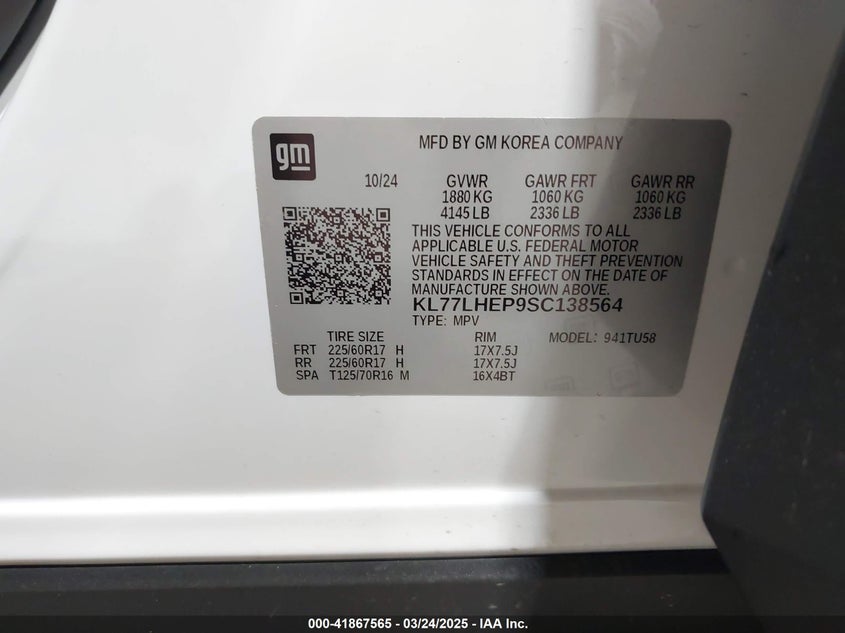 gm
MFD BY GM KOREA COMPANY
10/24 GVWR GAWR FRT GAWR RR
1880 KG 1060 KG 1060 KG
4145 LB 2336 LB 2336 LB
THIS VEHICLE CONFORMS TO ALL
APPLICABLE U.S. FEDERAL MOTOR
VEHICLE SAFETY AND THEFT PREVENTION
STANDARDS IN EFFECT ON THE DATE OF
MANUFACTURE SHOWN ABOVE.
KL77LHEP9SC138564
TYPE: MPV
TIRE SIZE RIM MODEL: 941TU58
FRT 225/60R17 H 17X7.5J
RR 225/60R17 H 17X7.5J
SPA T125/70R16 M 16X4BT
000-41867565 - 03/24/2025 - IAA Inc.